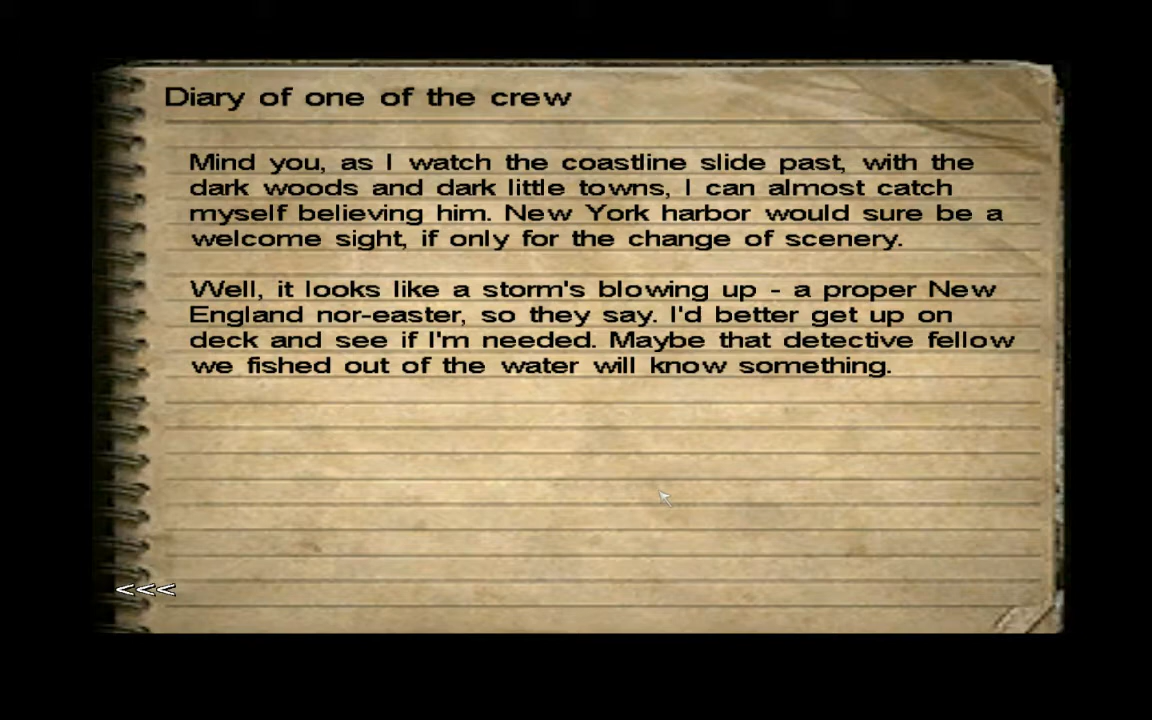 Diary of one of the crew
Mind you, as I watch the coastline slide past, with the
dark woods and dark little towns, I can almost catch
myself believing him. New York harbor would sure be a
welcome sight, if only for the change of scenery.
Well, it looks like a storm's blowing up - a proper New
England nor-easter, so they say. I'd better get up on
deck and see if I'm needed. Maybe that detective fellow
we fished out of the water will know something.
<<<